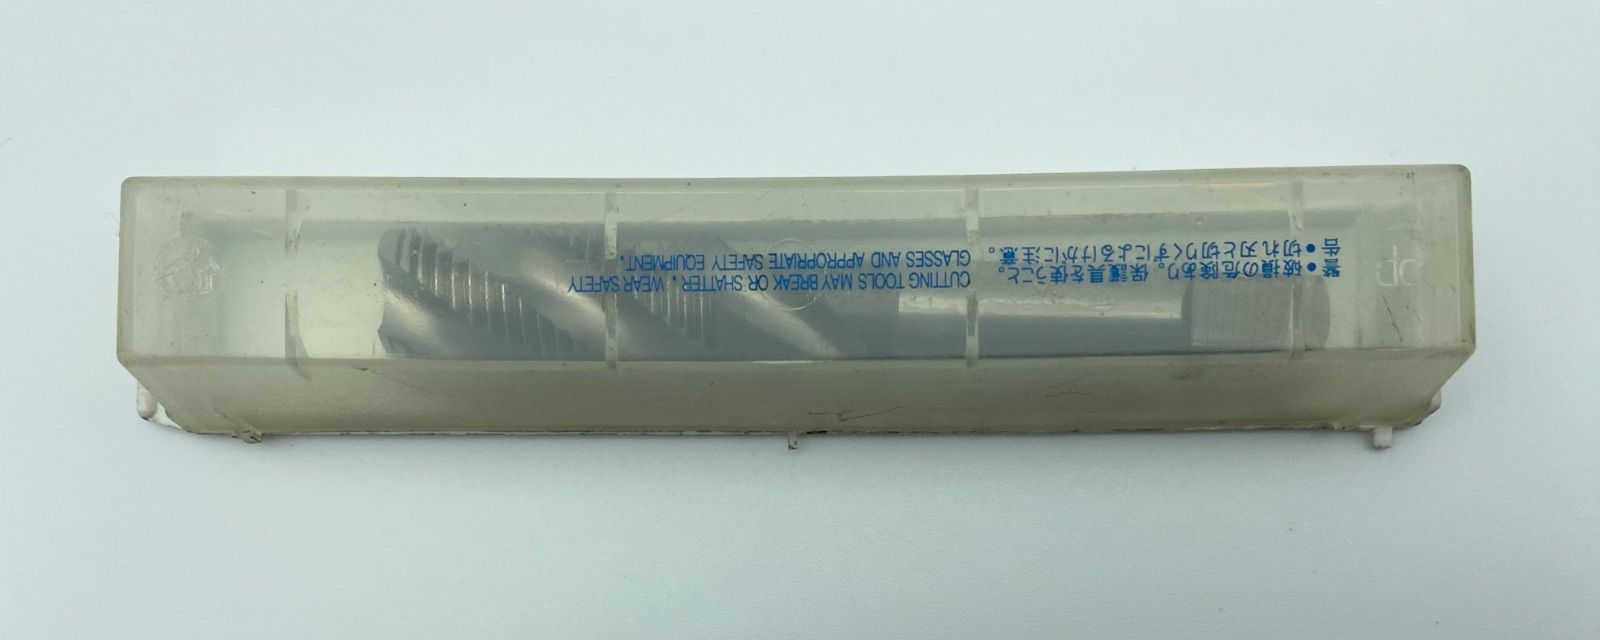 警 ●破損の危険あり。保護具を使うこと。 CUTTING TOOLS MAY BREAK OR SHATTER. WEAR SAFETY
告 ●切れ刃と切りくずによるけがに注意。 GLASSES AND APPROPRIATE SAFETY EQUIPMENT.